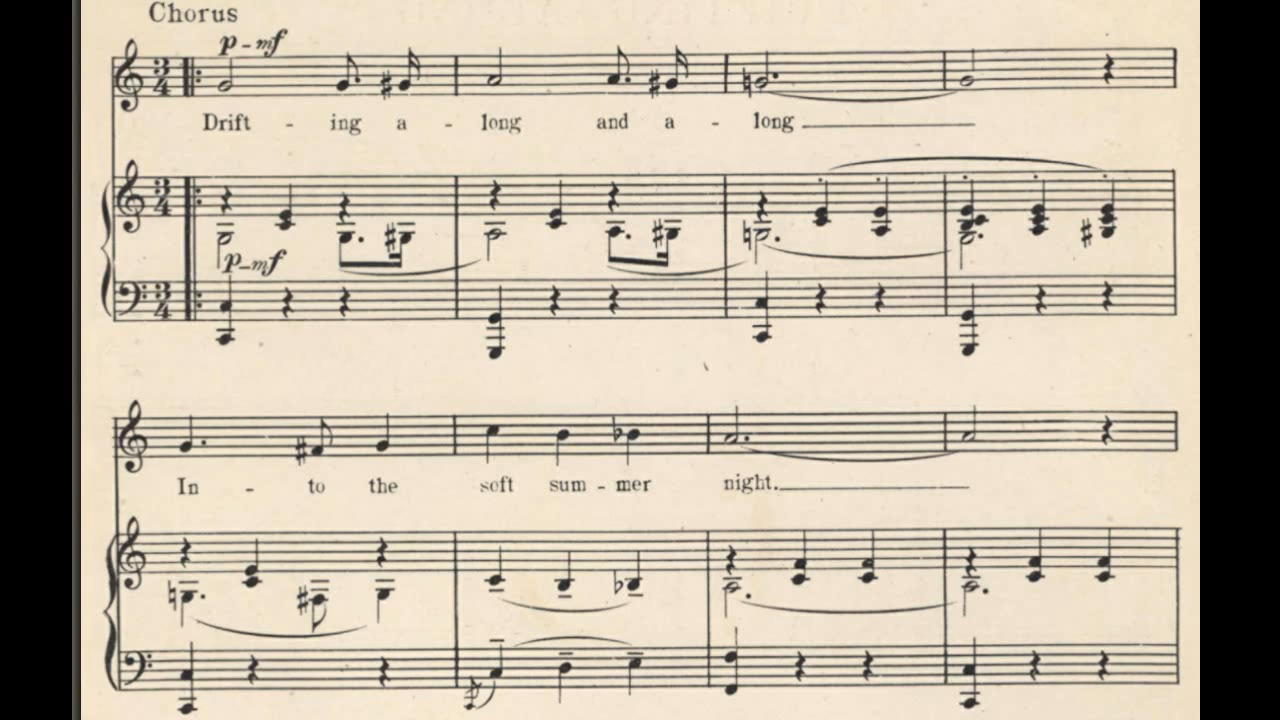 Chorus
p-mf
Drift - ing a - long and a - long
p-mf
In - to the soft sum - mer night.